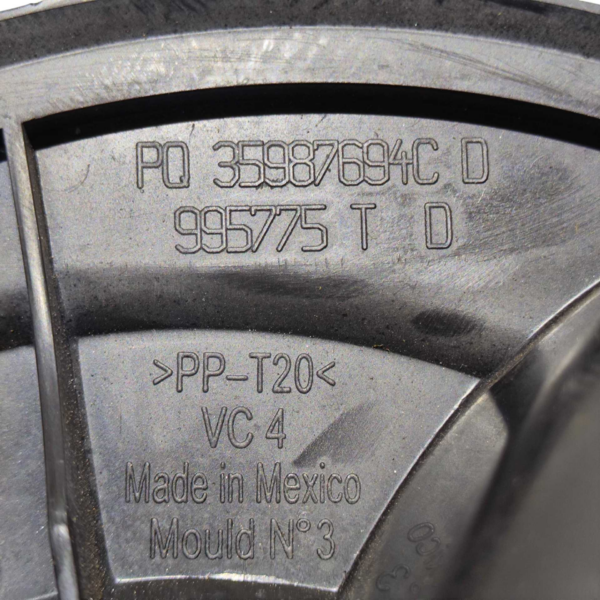 PQ 35987694C D
995775 T D
>PP-T20<
VC 4
Made in Mexico
Mould N°3